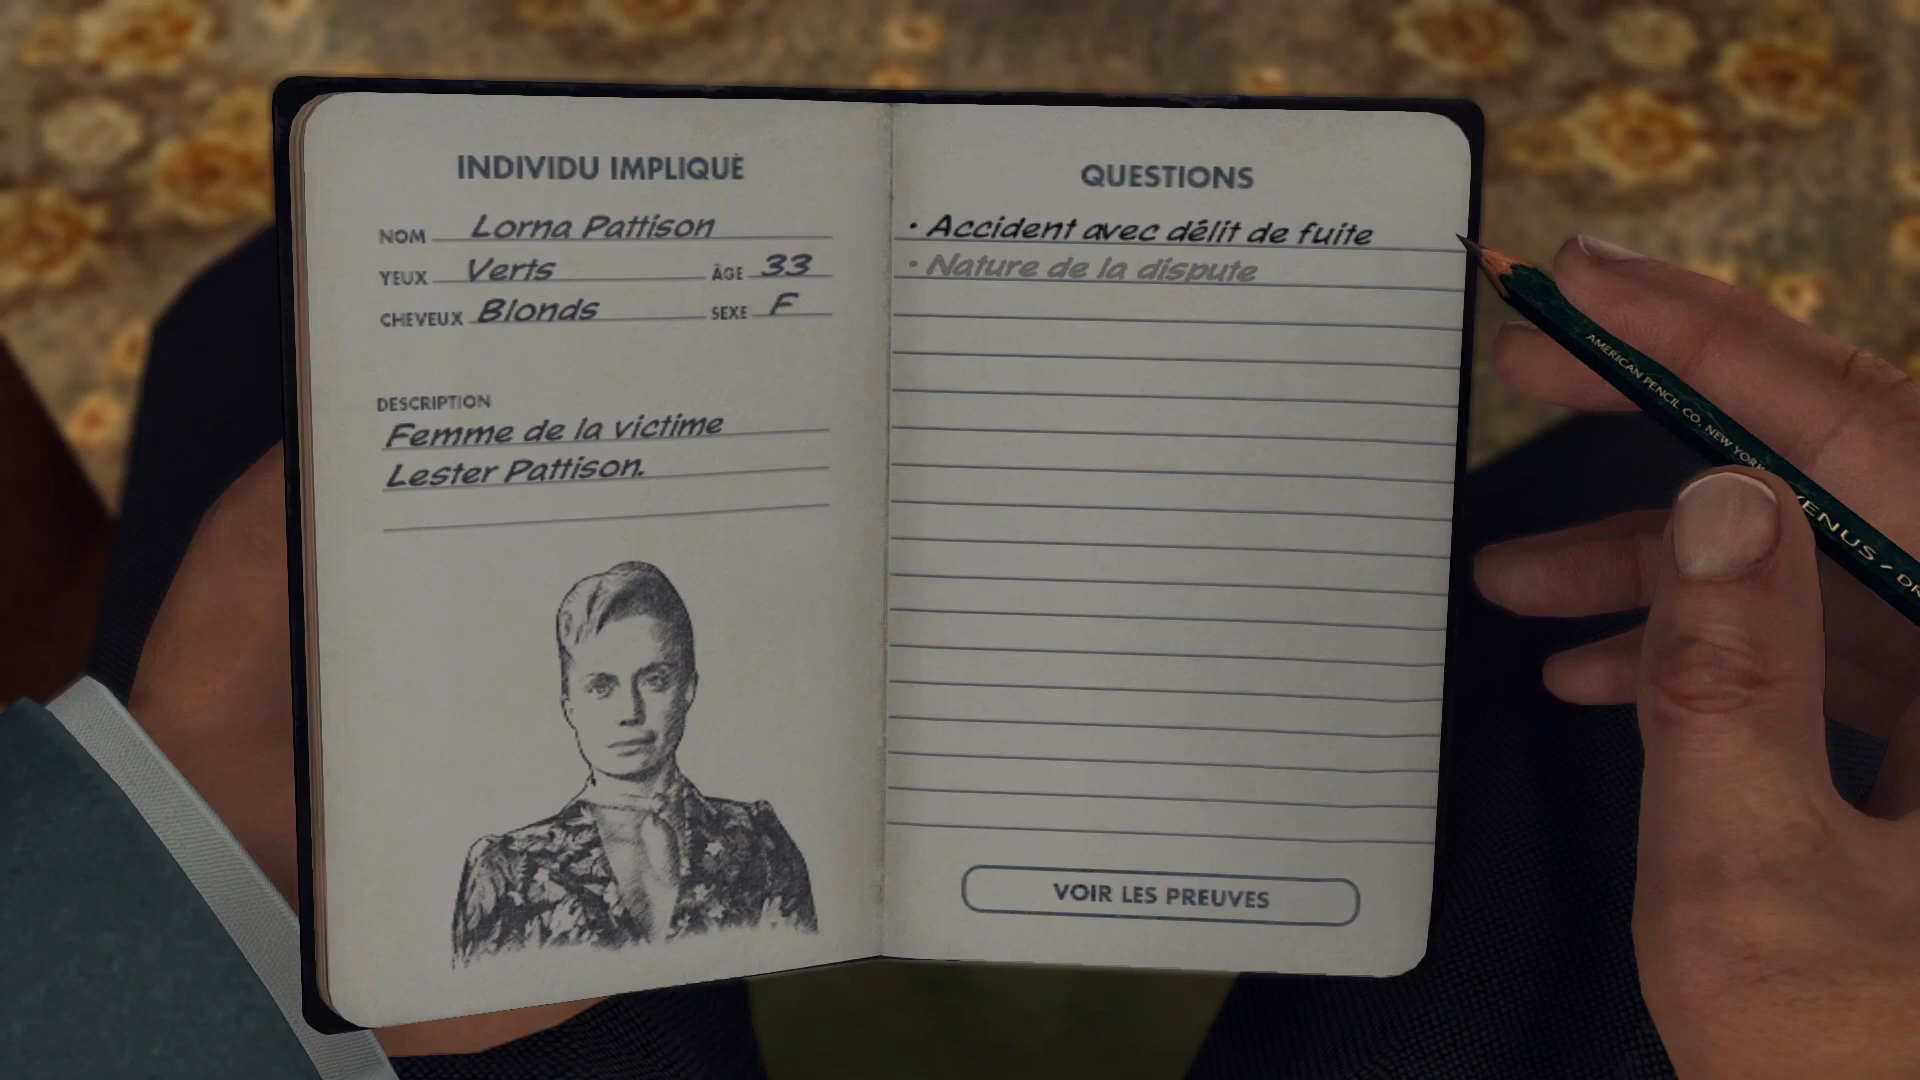 INDIVIDU IMPLIQUÉ
NOM Lorna Pattison
YEUX Verts ÂGE 33
CHEVEUX Blonds SEXE F
DESCRIPTION
Femme de la victime
Lester Pattison.
QUESTIONS
• Accident avec délit de fuite
• Nature de la dispute
VOIR LES PREUVES
AMERICAN PENCIL CO. NEW YORK
VENUS / DR